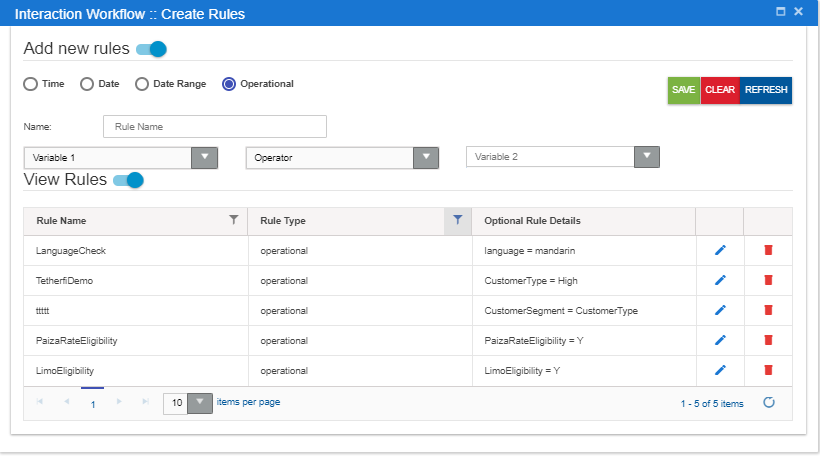 Interaction Workflow :: Create Rules
Add new rules
Time Date Date Range Operational
SAVE CLEAR REFRESH
Name: Rule Name
Variable 1 Operator Variable 2
View Rules
Rule Name Rule Type Optional Rule Details
LanguageCheck operational language = mandarin
TetherfiDemo operational CustomerType = High
ttttt operational CustomerSegment = CustomerType
PaizaRateEligibility operational PaizaRateEligibility = Y
LimoEligibility operational LimoEligibility = Y
1 10 items per page 1 - 5 of 5 items